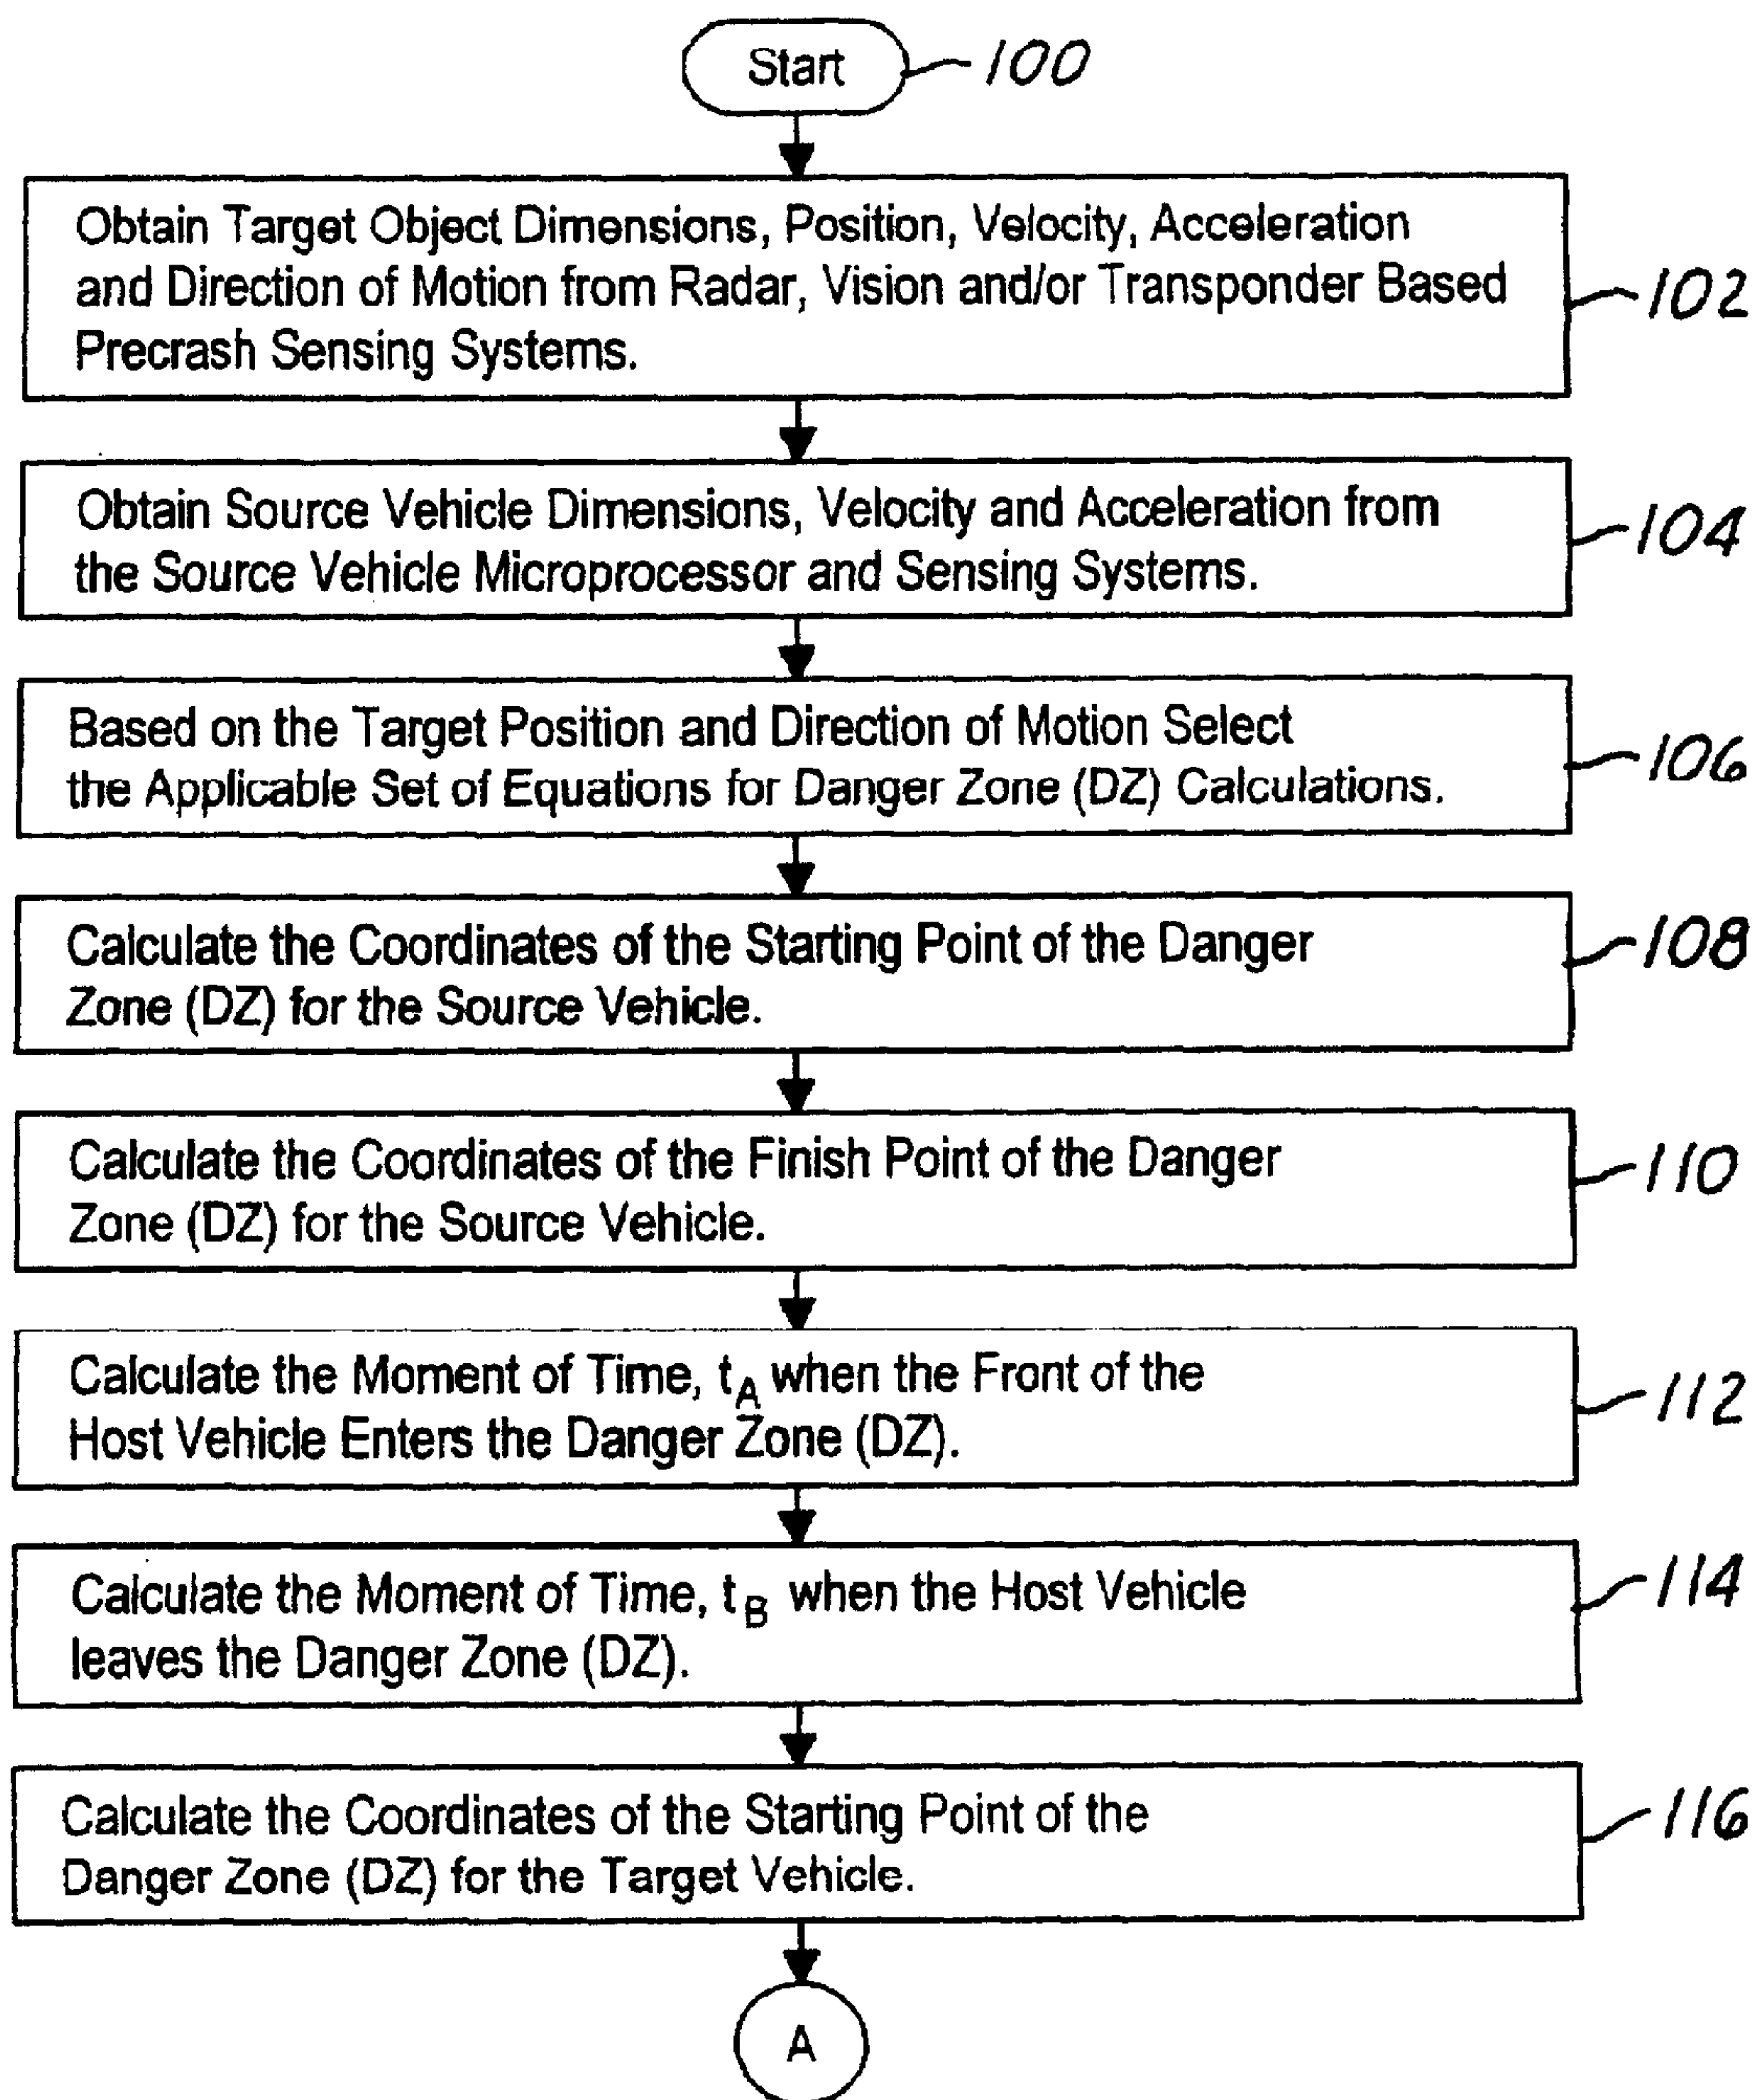 Start
100
Obtain Target Object Dimensions, Position, Velocity, Acceleration
and Direction of Motion from Radar, Vision and/or Transponder Based
Precrash Sensing Systems.
102
Obtain Source Vehicle Dimensions, Velocity and Acceleration from
the Source Vehicle Microprocessor and Sensing Systems.
104
Based on the Target Position and Direction of Motion Select
the Applicable Set of Equations for Danger Zone (DZ) Calculations.
106
Calculate the Coordinates of the Starting Point of the Danger
Zone (DZ) for the Source Vehicle.
108
Calculate the Coordinates of the Finish Point of the Danger
Zone (DZ) for the Source Vehicle.
110
Calculate the Moment of Time, tA when the Front of the
Host Vehicle Enters the Danger Zone (DZ).
112
Calculate the Moment of Time, tB when the Host Vehicle
leaves the Danger Zone (DZ).
114
Calculate the Coordinates of the Starting Point of the
Danger Zone (DZ) for the Target Vehicle.
116
A